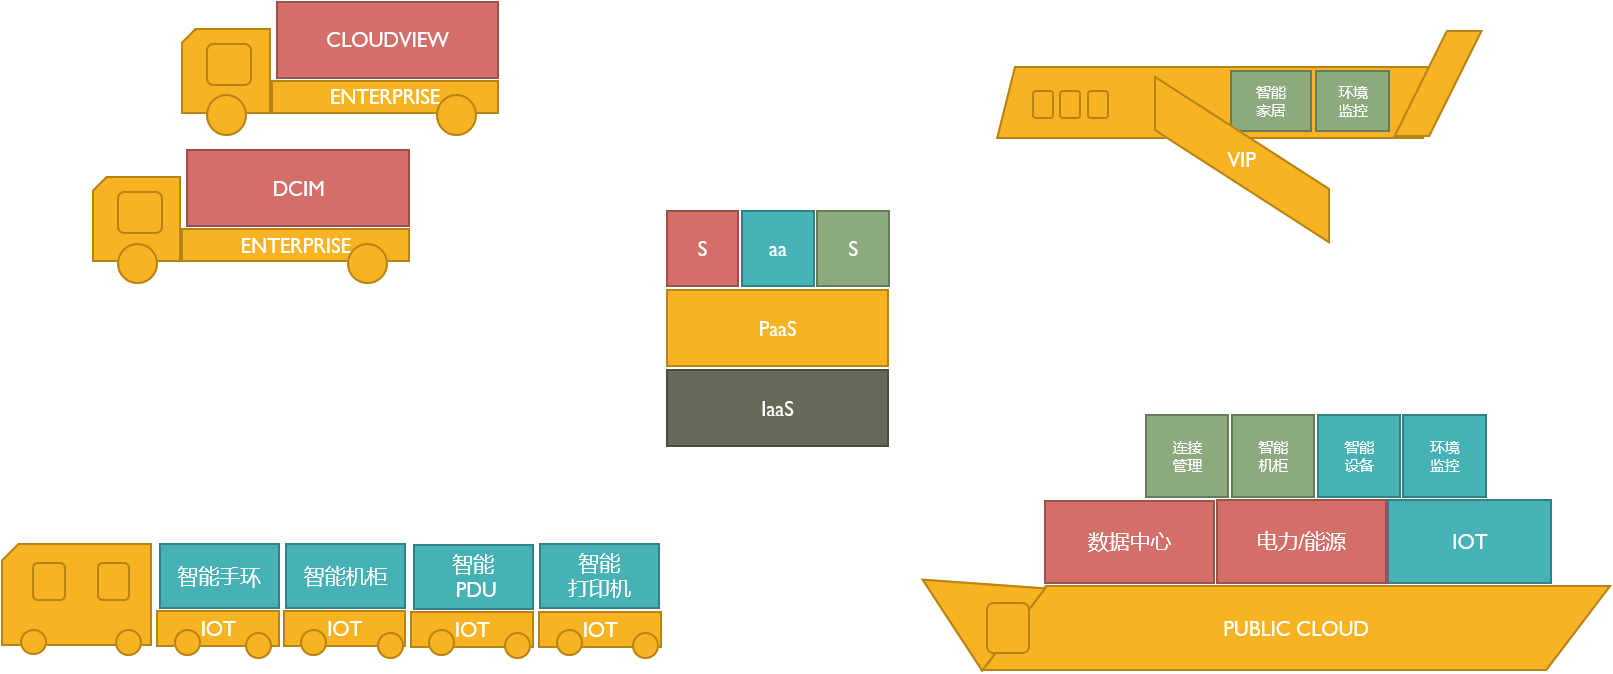 CLOUDVIEW
ENTERPRISE
DCIM
ENTERPRISE
智能
家居
环境
监控
VIP
S
aa
S
PaaS
IaaS
连接
管理
智能
机柜
智能
设备
环境
监控
数据中心
电力/能源
IOT
PUBLIC CLOUD
智能手环
智能机柜
智能
PDU
智能
打印机
IOT
IOT
IOT
IOT